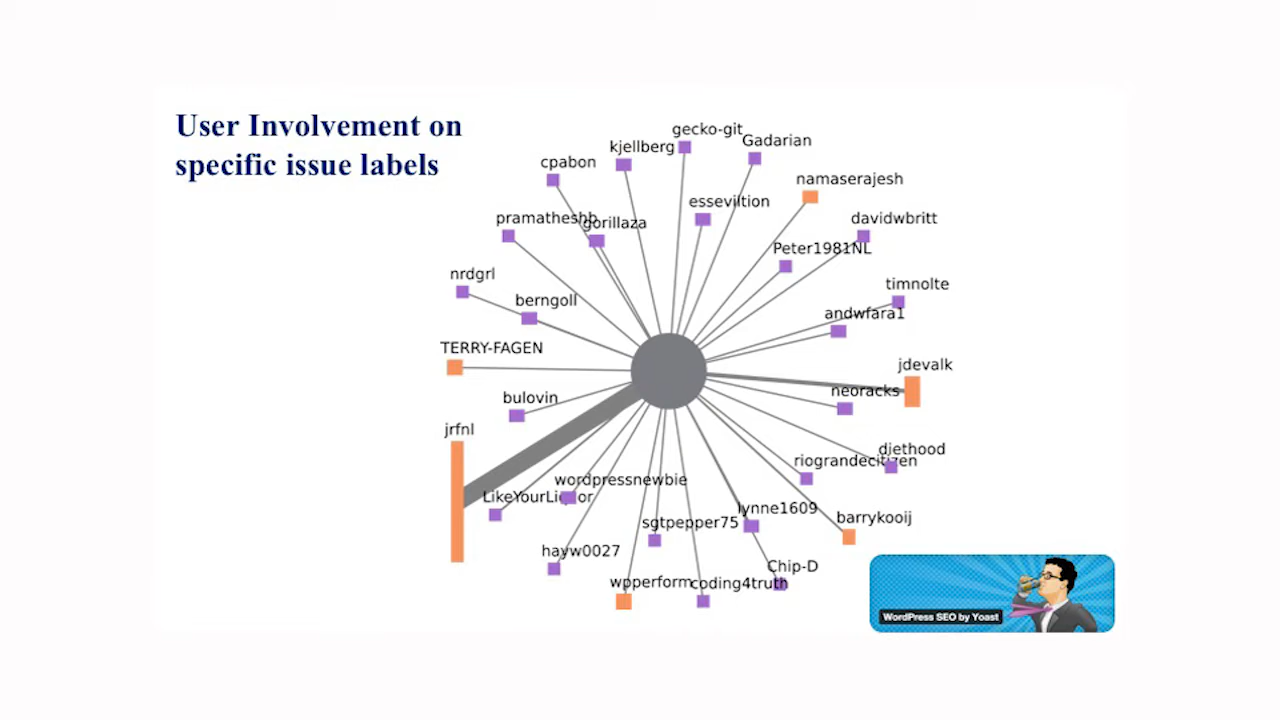 User Involvement on
specific issue labels
gecko-git
Gadarian
kjellberg
cpabon
namaserajesh
esseviltion
pramatheshb
gorillaza
davidwbritt
Peter1981NL
nrdgrl
timnolte
berngoll
andwfara1
TERRY-FAGEN
jdevalk
bulovin
neoracks
jrfnl
djethood
riograndecitizen
wordpressnewbie
lynne1609
barrykooij
sgtpepper75
hayw0027
Chip-D
wpperform
coding4truth
WordPress SEO by Yoast